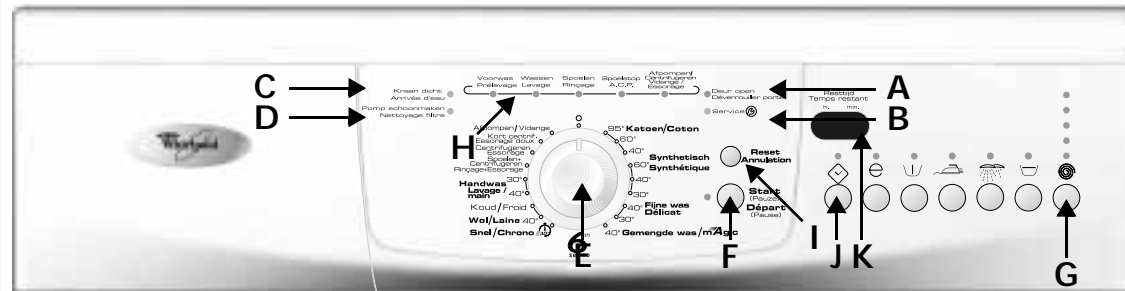 Whirlpool
C
D
Kraan dicht
Arrivée d'eau
Pomp schoonmaken
Nettoyage filtre
Voorwas
Prélavage
Wassen
Lavage
Spoelen
Rinçage
Spoelstop
A.C.P.
Afpompen/
Centrifugeren
Vidange /
Essorage
Deur open
Déverrouiller porte
Service
A
B
H
Resttijd
Temps restant
h. min.
Afpompen/Vidange
Kort centrif.
Essorage doux
Centrifugeren
Essorage
Spoelen+
Centrifugeren
Rinçage+Essorage
30°
Handwas
Lavage /
main
Koud/Froid
Wol/Laine 40°
Snel/Chrono
95° Katoen/Coton
60°
40°
Synthetisch
60° Synthétique
40°
30°
40° Fijne was
Délicat
30°
40° Gemengde was/mAgic
6
E
Reset
Annulation
Start
(Pauze)
Départ
(Pause)
F
I
J
K
G